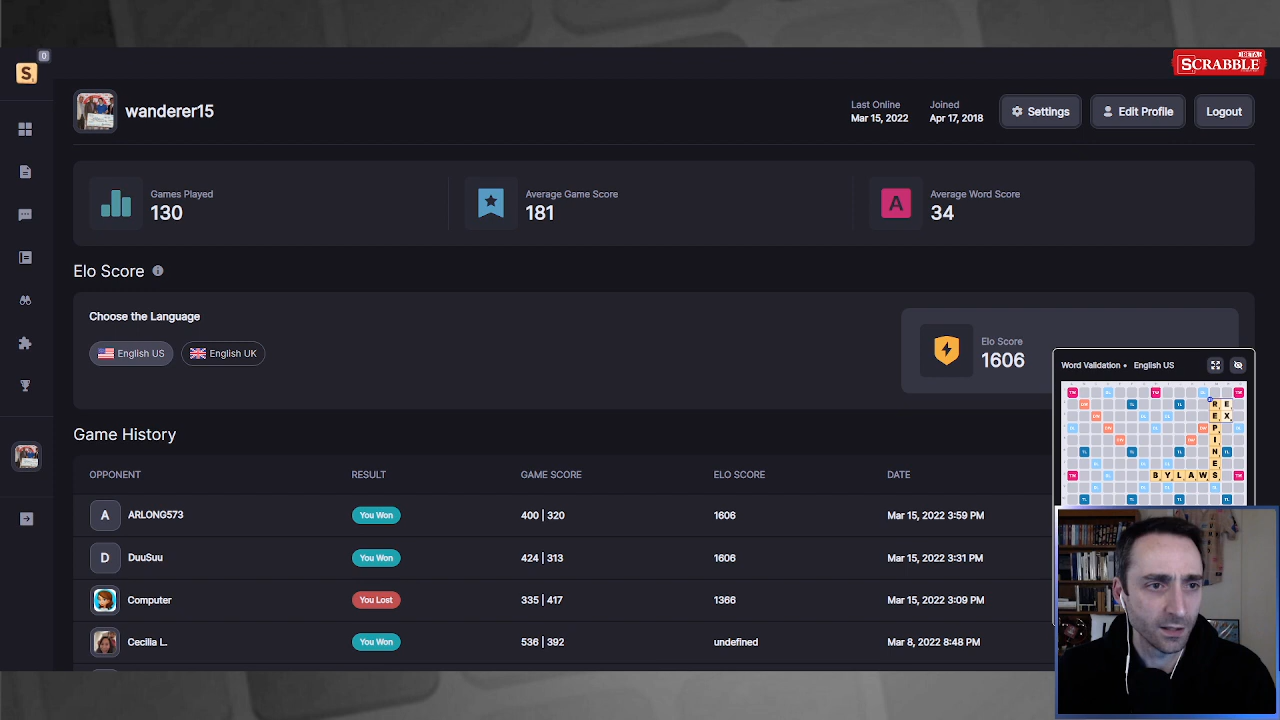 0
S
BETA
SCRABBLE
wanderer15
Last Online
Mar 15, 2022
Joined
Apr 17, 2018
Settings
Edit Profile
Logout
Games Played
130
Average Game Score
181
A
Average Word Score
34
Elo Score
Choose the Language
English US
English UK
Elo Score
1606
Word Validation • English US
TW TW TW
R E
E X
P
I
N
E
B Y L A W S
Game History
OPPONENT RESULT GAME SCORE ELO SCORE DATE
A ARLONG573 You Won 400 | 320 1606 Mar 15, 2022 3:59 PM
D DuuSuu You Won 424 | 313 1606 Mar 15, 2022 3:31 PM
Computer You Lost 335 | 417 1366 Mar 15, 2022 3:09 PM
Cecilia L. You Won 536 | 392 undefined Mar 8, 2022 8:48 PM